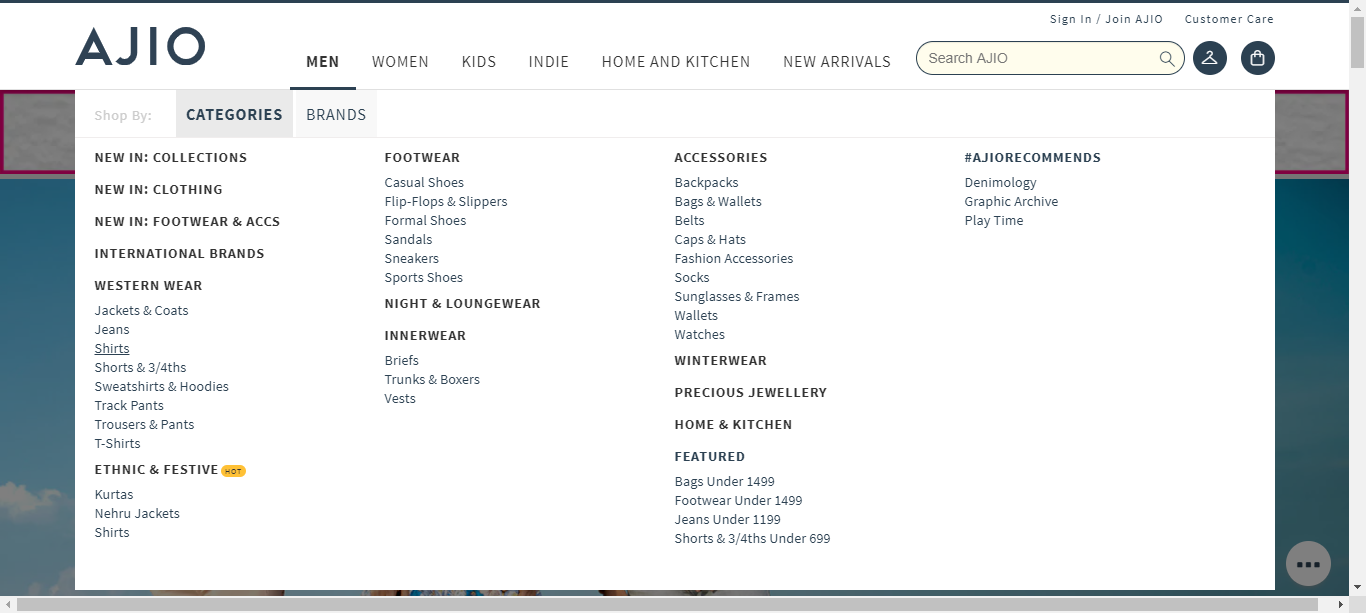 Sign In / Join AJIO
Customer Care
AJIO
MEN
WOMEN
KIDS
INDIE
HOME AND KITCHEN
NEW ARRIVALS
Search AJIO
Shop By:
CATEGORIES
BRANDS
NEW IN: COLLECTIONS
NEW IN: CLOTHING
NEW IN: FOOTWEAR & ACCS
INTERNATIONAL BRANDS
WESTERN WEAR
Jackets & Coats
Jeans
Shirts
Shorts & 3/4ths
Sweatshirts & Hoodies
Track Pants
Trousers & Pants
T-Shirts
ETHNIC & FESTIVE HOT
Kurtas
Nehru Jackets
Shirts
FOOTWEAR
Casual Shoes
Flip-Flops & Slippers
Formal Shoes
Sandals
Sneakers
Sports Shoes
NIGHT & LOUNGEWEAR
INNERWEAR
Briefs
Trunks & Boxers
Vests
ACCESSORIES
Backpacks
Bags & Wallets
Belts
Caps & Hats
Fashion Accessories
Socks
Sunglasses & Frames
Wallets
Watches
WINTERWEAR
PRECIOUS JEWELLERY
HOME & KITCHEN
FEATURED
Bags Under 1499
Footwear Under 1499
Jeans Under 1199
Shorts & 3/4ths Under 699
#AJIORECOMMENDS
Denimology
Graphic Archive
Play Time